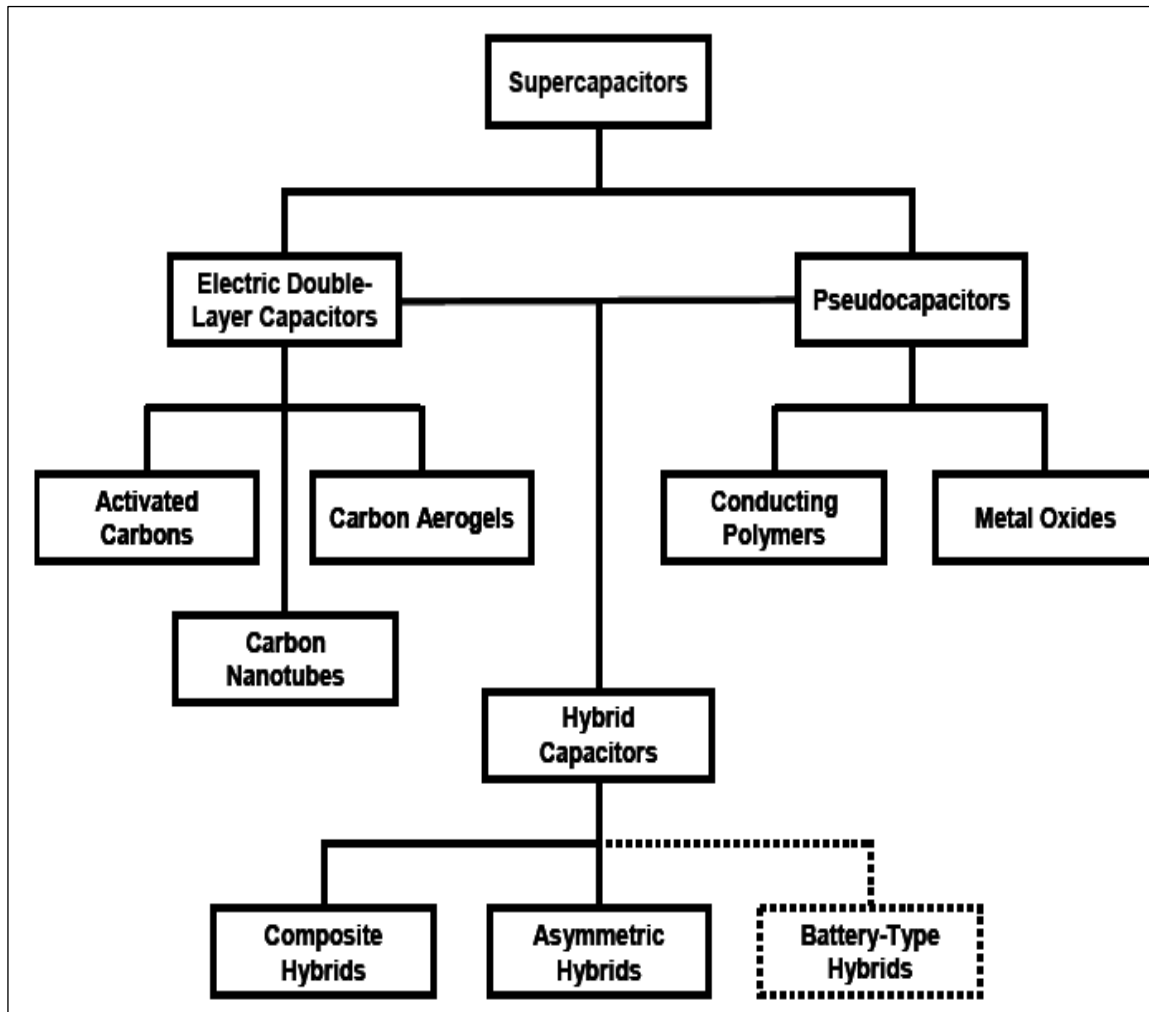 Supercapacitors
Electric Double-
Layer Capacitors
Pseudocapacitors
Activated
Carbons
Carbon Aerogels
Conducting
Polymers
Metal Oxides
Carbon
Nanotubes
Hybrid
Capacitors
Composite
Hybrids
Asymmetric
Hybrids
Battery-Type
Hybrids